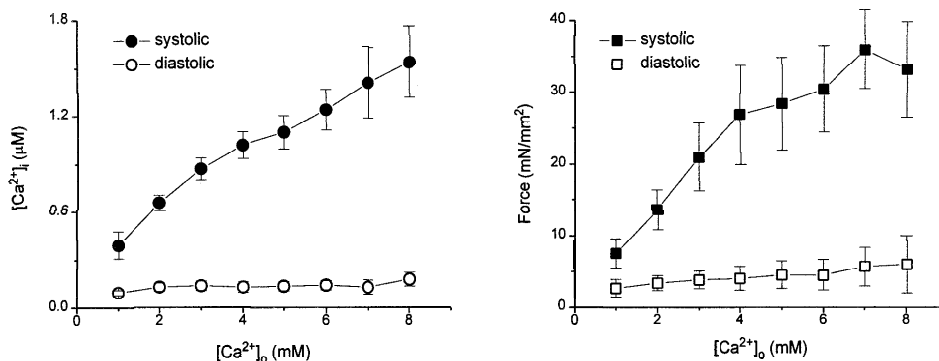 1.8
1.2
0.6
0.0
[Ca²⁺]ᵢ (μM)
systolic
diastolic
0 2 4 6 8
[Ca²⁺]ₒ (mM)
40
30
20
10
0
Force (mN/mm²)
systolic
diastolic
0 2 4 6 8
[Ca²⁺]ₒ (mM)